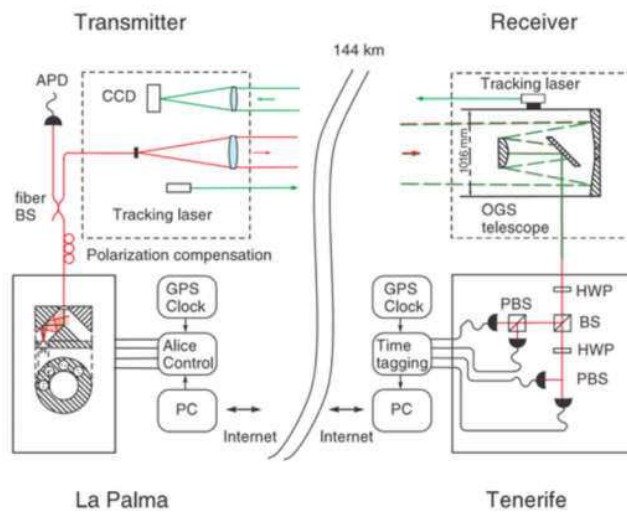 Transmitter
Receiver
144 km
APD
CCD
Tracking laser
fiber
BS
Polarization compensation
Tracking laser
1016 mm
OGS
telescope
GPS
Clock
Alice
Control
PC
Internet
GPS
Clock
Time
tagging
PC
Internet
HWP
PBS
BS
HWP
PBS
La Palma
Tenerife